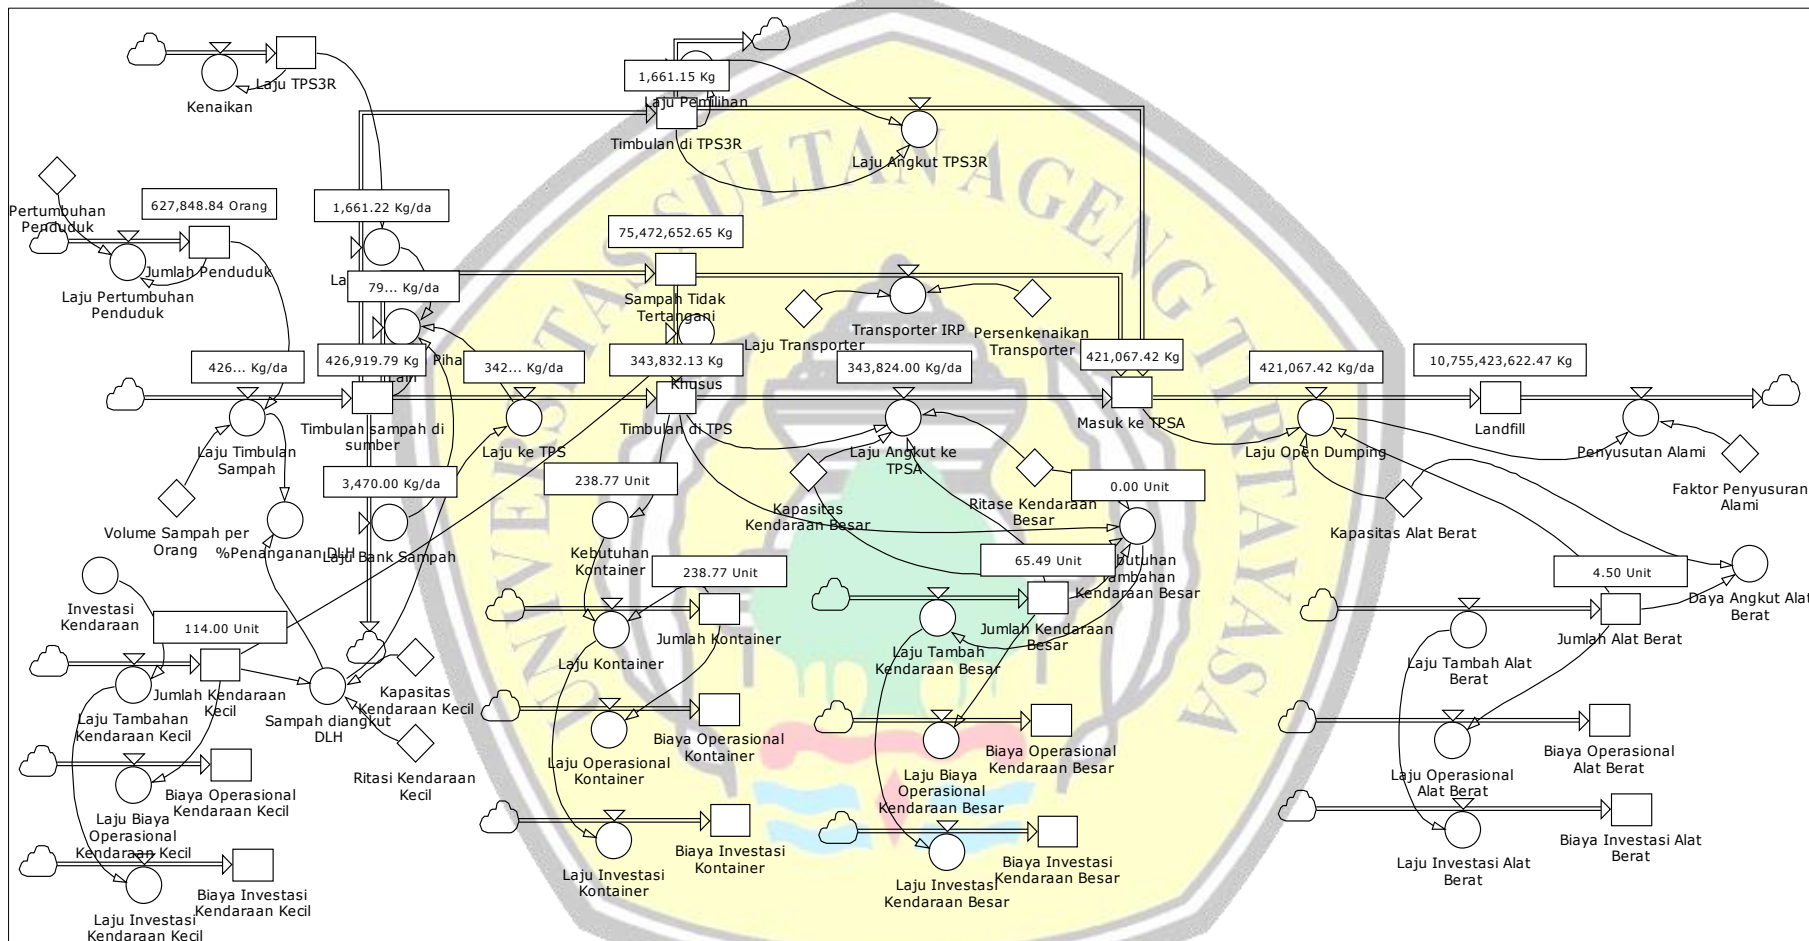 1,661.15 Kg
Laju TPS3R
Kenaikan
Laju Pemilihan
Timbulan di TPS3R
Laju Angkut TPS3R
UNIVERSITAS SULTAN AGENG TIRTAYASA
Pertumbuhan
Penduduk
627,848.84 Orang
1,661.22 Kg/da
75,472,652.65 Kg
Jumlah Penduduk
Laju Pertumbuhan
Penduduk
79... Kg/da
Sampah Tidak
Tertangani
Laju Transporter
Transporter IRP
Persenkenaikan
Transporter
426... Kg/da
426,919.79 Kg
342... Kg/da
343,832.13 Kg
Khusus
343,824.00 Kg/da
421,067.42 Kg
421,067.42 Kg/da
10,755,423,622.47 Kg
Laju Timbulan
Sampah
Timbulan sampah di
sumber
Laju ke TPS
Timbulan di TPS
Laju Angkut ke
TPSA
Masuk ke TPSA
Laju Open Dumping
Landfill
Penyusutan Alami
3,470.00 Kg/da
238.77 Unit
0.00 Unit
Volume Sampah per
Orang
%Penanganan DLH
Laju Bank Sampah
Kebutuhan
Kontainer
Kapasitas
Kendaraan Besar
Ritase Kendaraan
Besar
Kapasitas Alat Berat
Faktor Penyusuran
Alami
Investasi
Kendaraan
114.00 Unit
238.77 Unit
65.49 Unit
Tambahan
Kendaraan Besar
4.50 Unit
Daya Angkut Alat
Berat
Jumlah Kendaraan
Kecil
Laju Tambahan
Kendaraan Kecil
Sampah diangkut
DLH
Kapasitas
Kendaraan Kecil
Ritasi Kendaraan
Kecil
Laju Kontainer
Jumlah Kontainer
Laju Tambah
Kendaraan Besar
Jumlah Kendaraan
Besar
Laju Tambah Alat
Berat
Jumlah Alat Berat
Laju Biaya
Operasional
Kendaraan Kecil
Biaya Operasional
Kendaraan Kecil
Laju Operasional
Kontainer
Biaya Operasional
Kontainer
Laju Biaya
Operasional
Kendaraan Besar
Biaya Operasional
Kendaraan Besar
Laju Operasional
Alat Berat
Biaya Operasional
Alat Berat
Laju Investasi
Kendaraan Kecil
Biaya Investasi
Kendaraan Kecil
Laju Investasi
Kontainer
Biaya Investasi
Kontainer
Laju Investasi
Kendaraan Besar
Biaya Investasi
Kendaraan Besar
Laju Investasi Alat
Berat
Biaya Investasi Alat
Berat